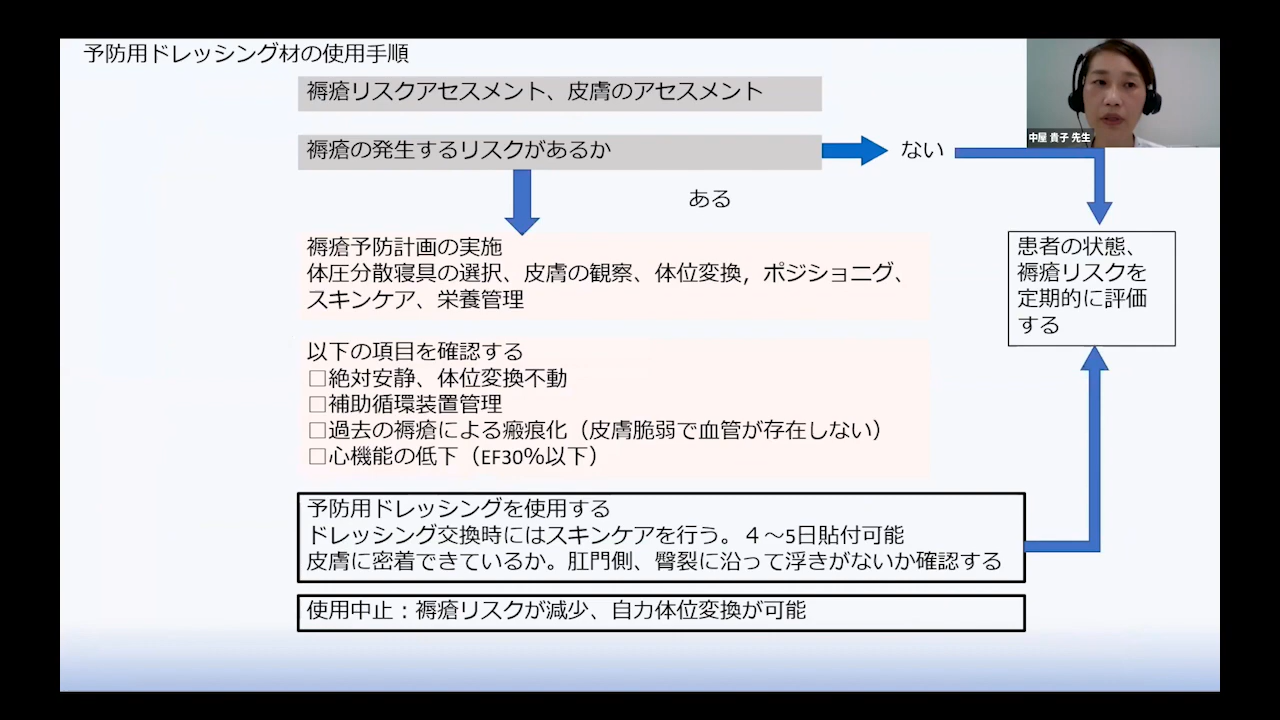 予防用ドレッシング材の使用手順
褥瘡リスクアセスメント、皮膚のアセスメント
褥瘡の発生するリスクがあるか
ない
ある
中屋 貴子 先生
褥瘡予防計画の実施
体圧分散寝具の選択、皮膚の観察、体位変換，ポジショニグ、
スキンケア、栄養管理
患者の状態、
褥瘡リスクを
定期的に評価
する
以下の項目を確認する
□絶対安静、体位変換不動
□補助循環装置管理
□過去の褥瘡による瘢痕化（皮膚脆弱で血管が存在しない）
□心機能の低下（EF30％以下）
予防用ドレッシングを使用する
ドレッシング交換時にはスキンケアを行う。４～5日貼付可能
皮膚に密着できているか。肛門側、臀裂に沿って浮きがないか確認する
使用中止：褥瘡リスクが減少、自力体位変換が可能